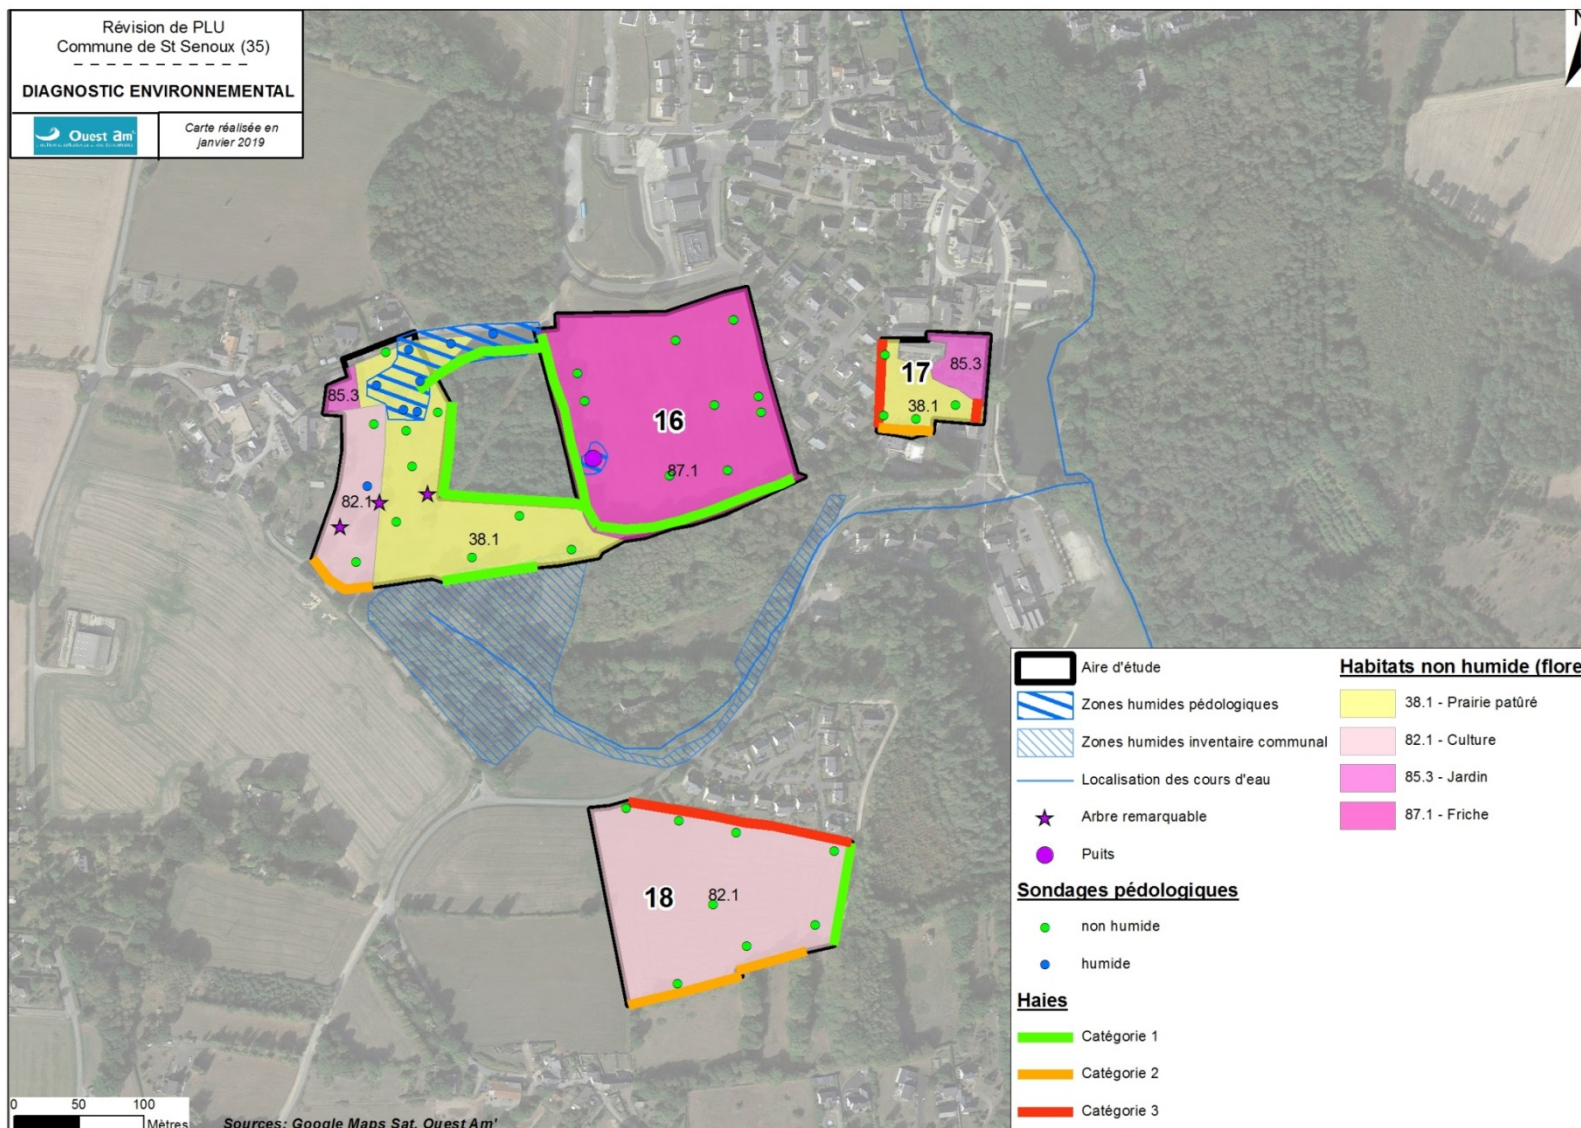 Révision de PLU
Commune de St Senoux (35)
DIAGNOSTIC ENVIRONNEMENTAL
Ouest am'
Carte réalisée en
janvier 2019
N
85.3
82.1
38.1
16
87.1
17
85.3
38.1
18
82.1
Aire d'étude
Zones humides pédologiques
Zones humides inventaire communal
Localisation des cours d'eau
Arbre remarquable
Puits
Sondages pédologiques
non humide
humide
Haies
Catégorie 1
Catégorie 2
Catégorie 3
Habitats non humide (flore
38.1 - Prairie patûré
82.1 - Culture
85.3 - Jardin
87.1 - Friche
0 50 100
Mètres
Sources: Google Maps Sat, Ouest Am'